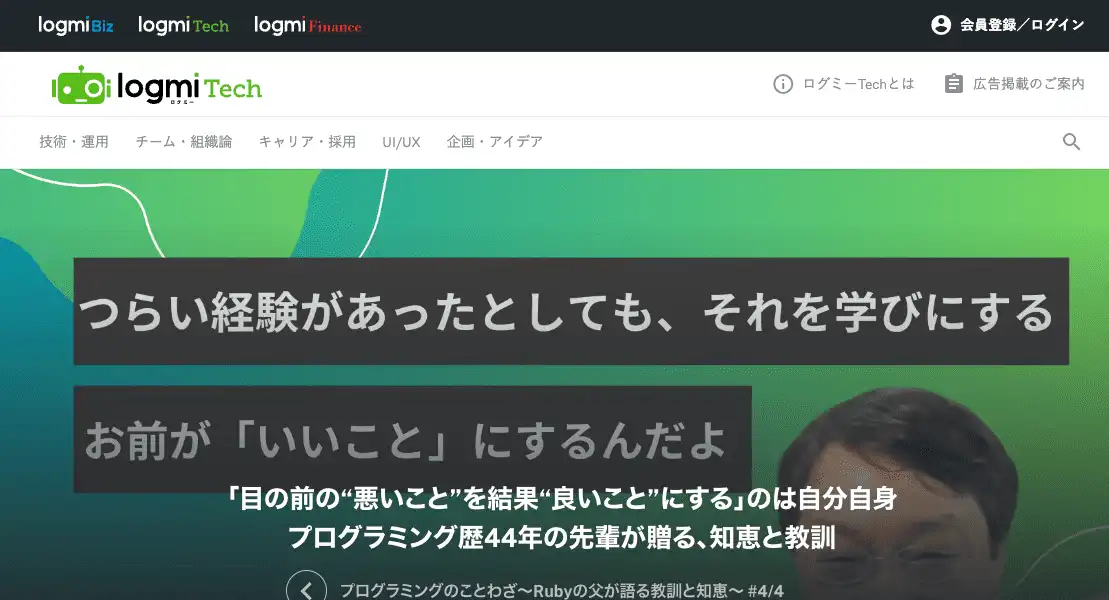 logmi Biz logmi Tech logmi Finance 会員登録／ログイン
logmi Tech ログミーTechとは 広告掲載のご案内
ログミー
技術・運用 チーム・組織論 キャリア・採用 UI/UX 企画・アイデア
つらい経験があったとしても、それを学びにする
お前が「いいこと」にするんだよ
「目の前の“悪いこと”を結果“良いこと”にする」のは自分自身
プログラミング歴44年の先輩が贈る、知恵と教訓
プログラミングのことわざ〜Rubyの父が語る教訓と知恵〜 #4/4